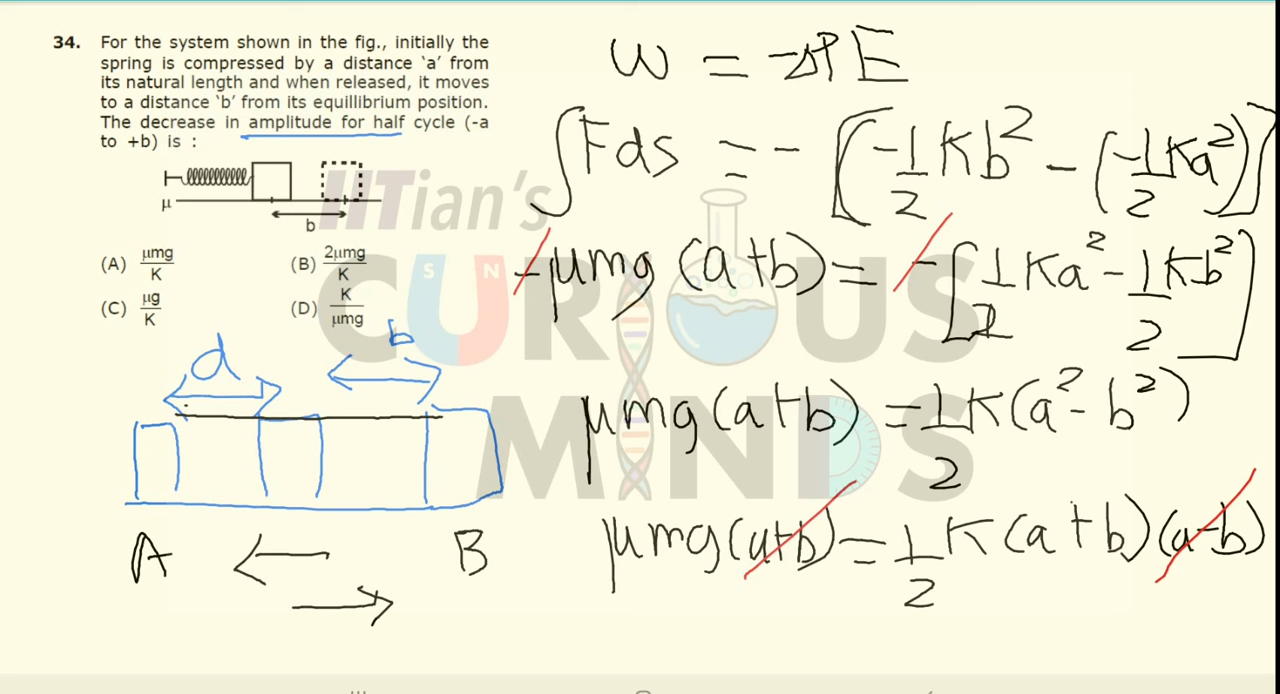 34. For the system shown in the fig., initially the
spring is compressed by a distance ‘a’ from
its natural length and when released, it moves
to a distance ‘b’ from its equillibrium position.
The decrease in amplitude for half cycle (-a
to +b) is :
μ
b
(A) μmg/K (B) 2μmg/K
(C) μg/K (D) K/μmg
d b
A ← B
→
W = -ΔPE
∫Fds = -[-1/2 Kb² - (-1/2 Ka²)]
-μmg (a+b) = -[1/2 Ka² - 1/2 Kb²]
μmg (a+b) = 1/2 K(a² - b²)
μmg (a+b) = 1/2 K (a+b)(a-b)
IITian's
CURIOUS
S N
MINDS